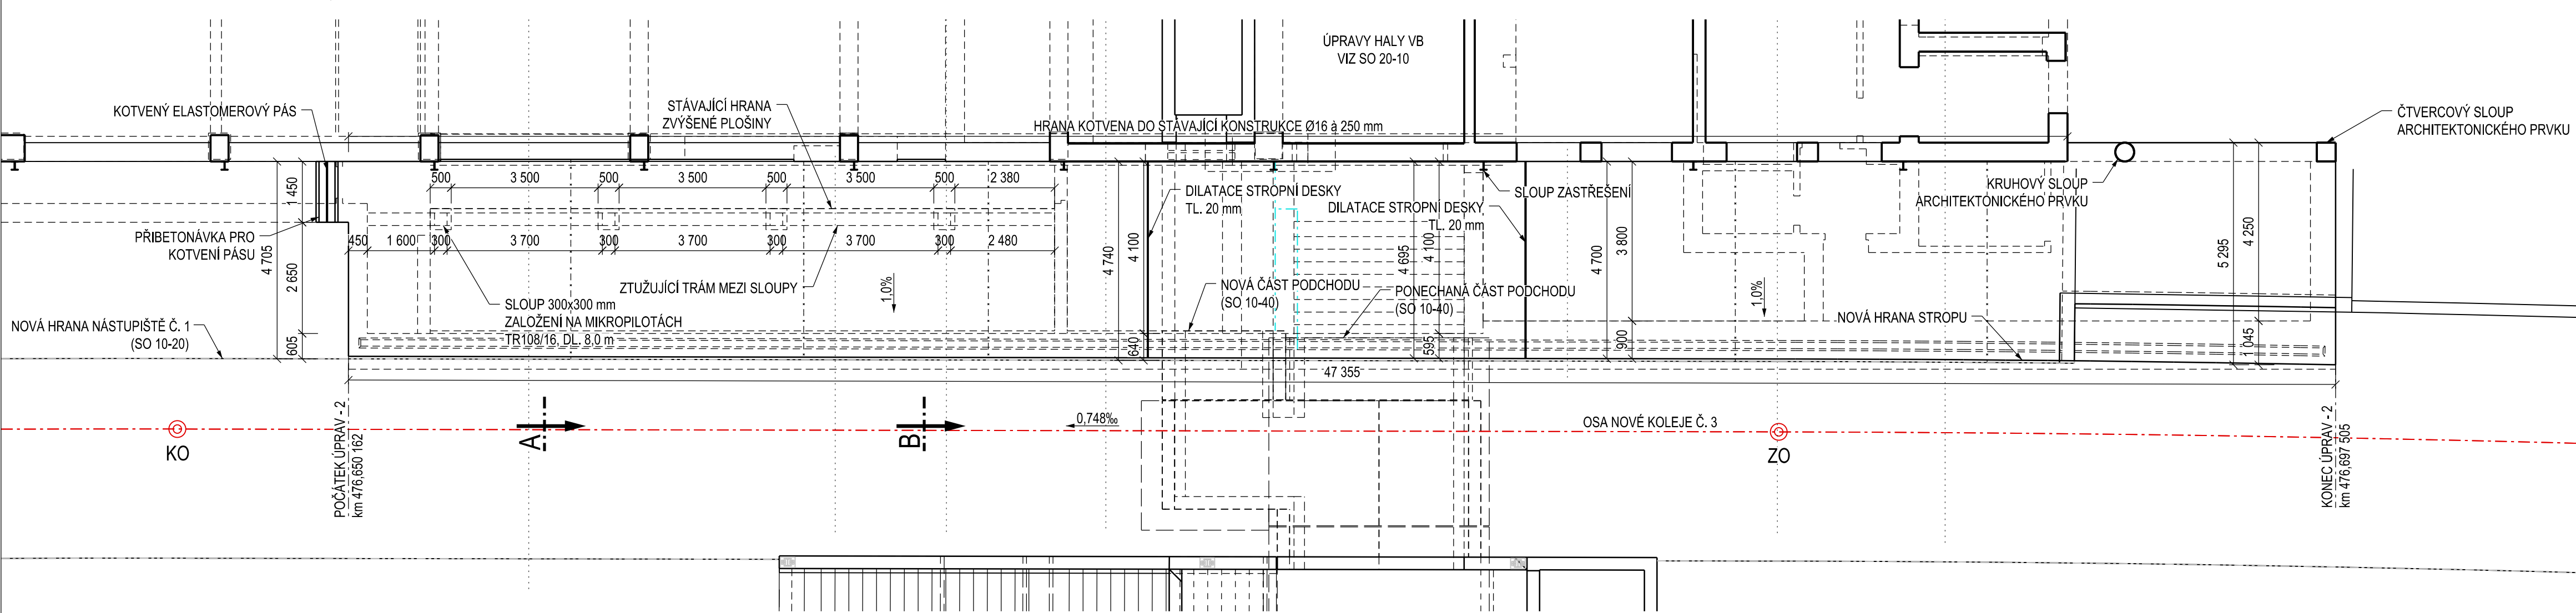 ÚPRAVY HALY VB
VIZ SO 20-10
KOTVENÝ ELASTOMEROVÝ PÁS
STÁVAJÍCÍ HRANA
ZVÝŠENÉ PLOŠINY
HRANA KOTVENA DO STÁVAJÍCÍ KONSTRUKCE Ø16 à 250 mm
ČTVERCOVÝ SLOUP
ARCHITEKTONICKÉHO PRVKU
500
3 500
500
3 500
500
3 500
500
2 380
DILATACE STROPNÍ DESKY
TL. 20 mm
SLOUP ZASTŘEŠENÍ
DILATACE STROPNÍ DESKY
TL. 20 mm
KRUHOVÝ SLOUP
ARCHITEKTONICKÉHO PRVKU
PŘIBETONÁVKA PRO
KOTVENÍ PÁSU
4 705
1 450
2 650
605
450
1 600
300
3 700
300
3 700
300
3 700
300
2 480
4 740
4 100
640
4 695
4 100
595
4 700
3 800
900
5 295
4 250
1 045
ZTUŽUJÍCÍ TRÁM MEZI SLOUPY
1,0%
SLOUP 300x300 mm
ZALOŽENÍ NA MIKROPILOTÁCH
TR108/16, DL. 8,0 m
NOVÁ ČÁST PODCHODU
(SO 10-40)
PONECHANÁ ČÁST PODCHODU
(SO 10-40)
1,0%
NOVÁ HRANA STROPU
NOVÁ HRANA NÁSTUPIŠTĚ Č. 1
(SO 10-20)
47 355
POČÁTEK ÚPRAV - 2
km 476,650 162
A
B
0,748‰
OSA NOVÉ KOLEJE Č. 3
KO
ZO
KONEC ÚPRAV - 2
km 476,697 505